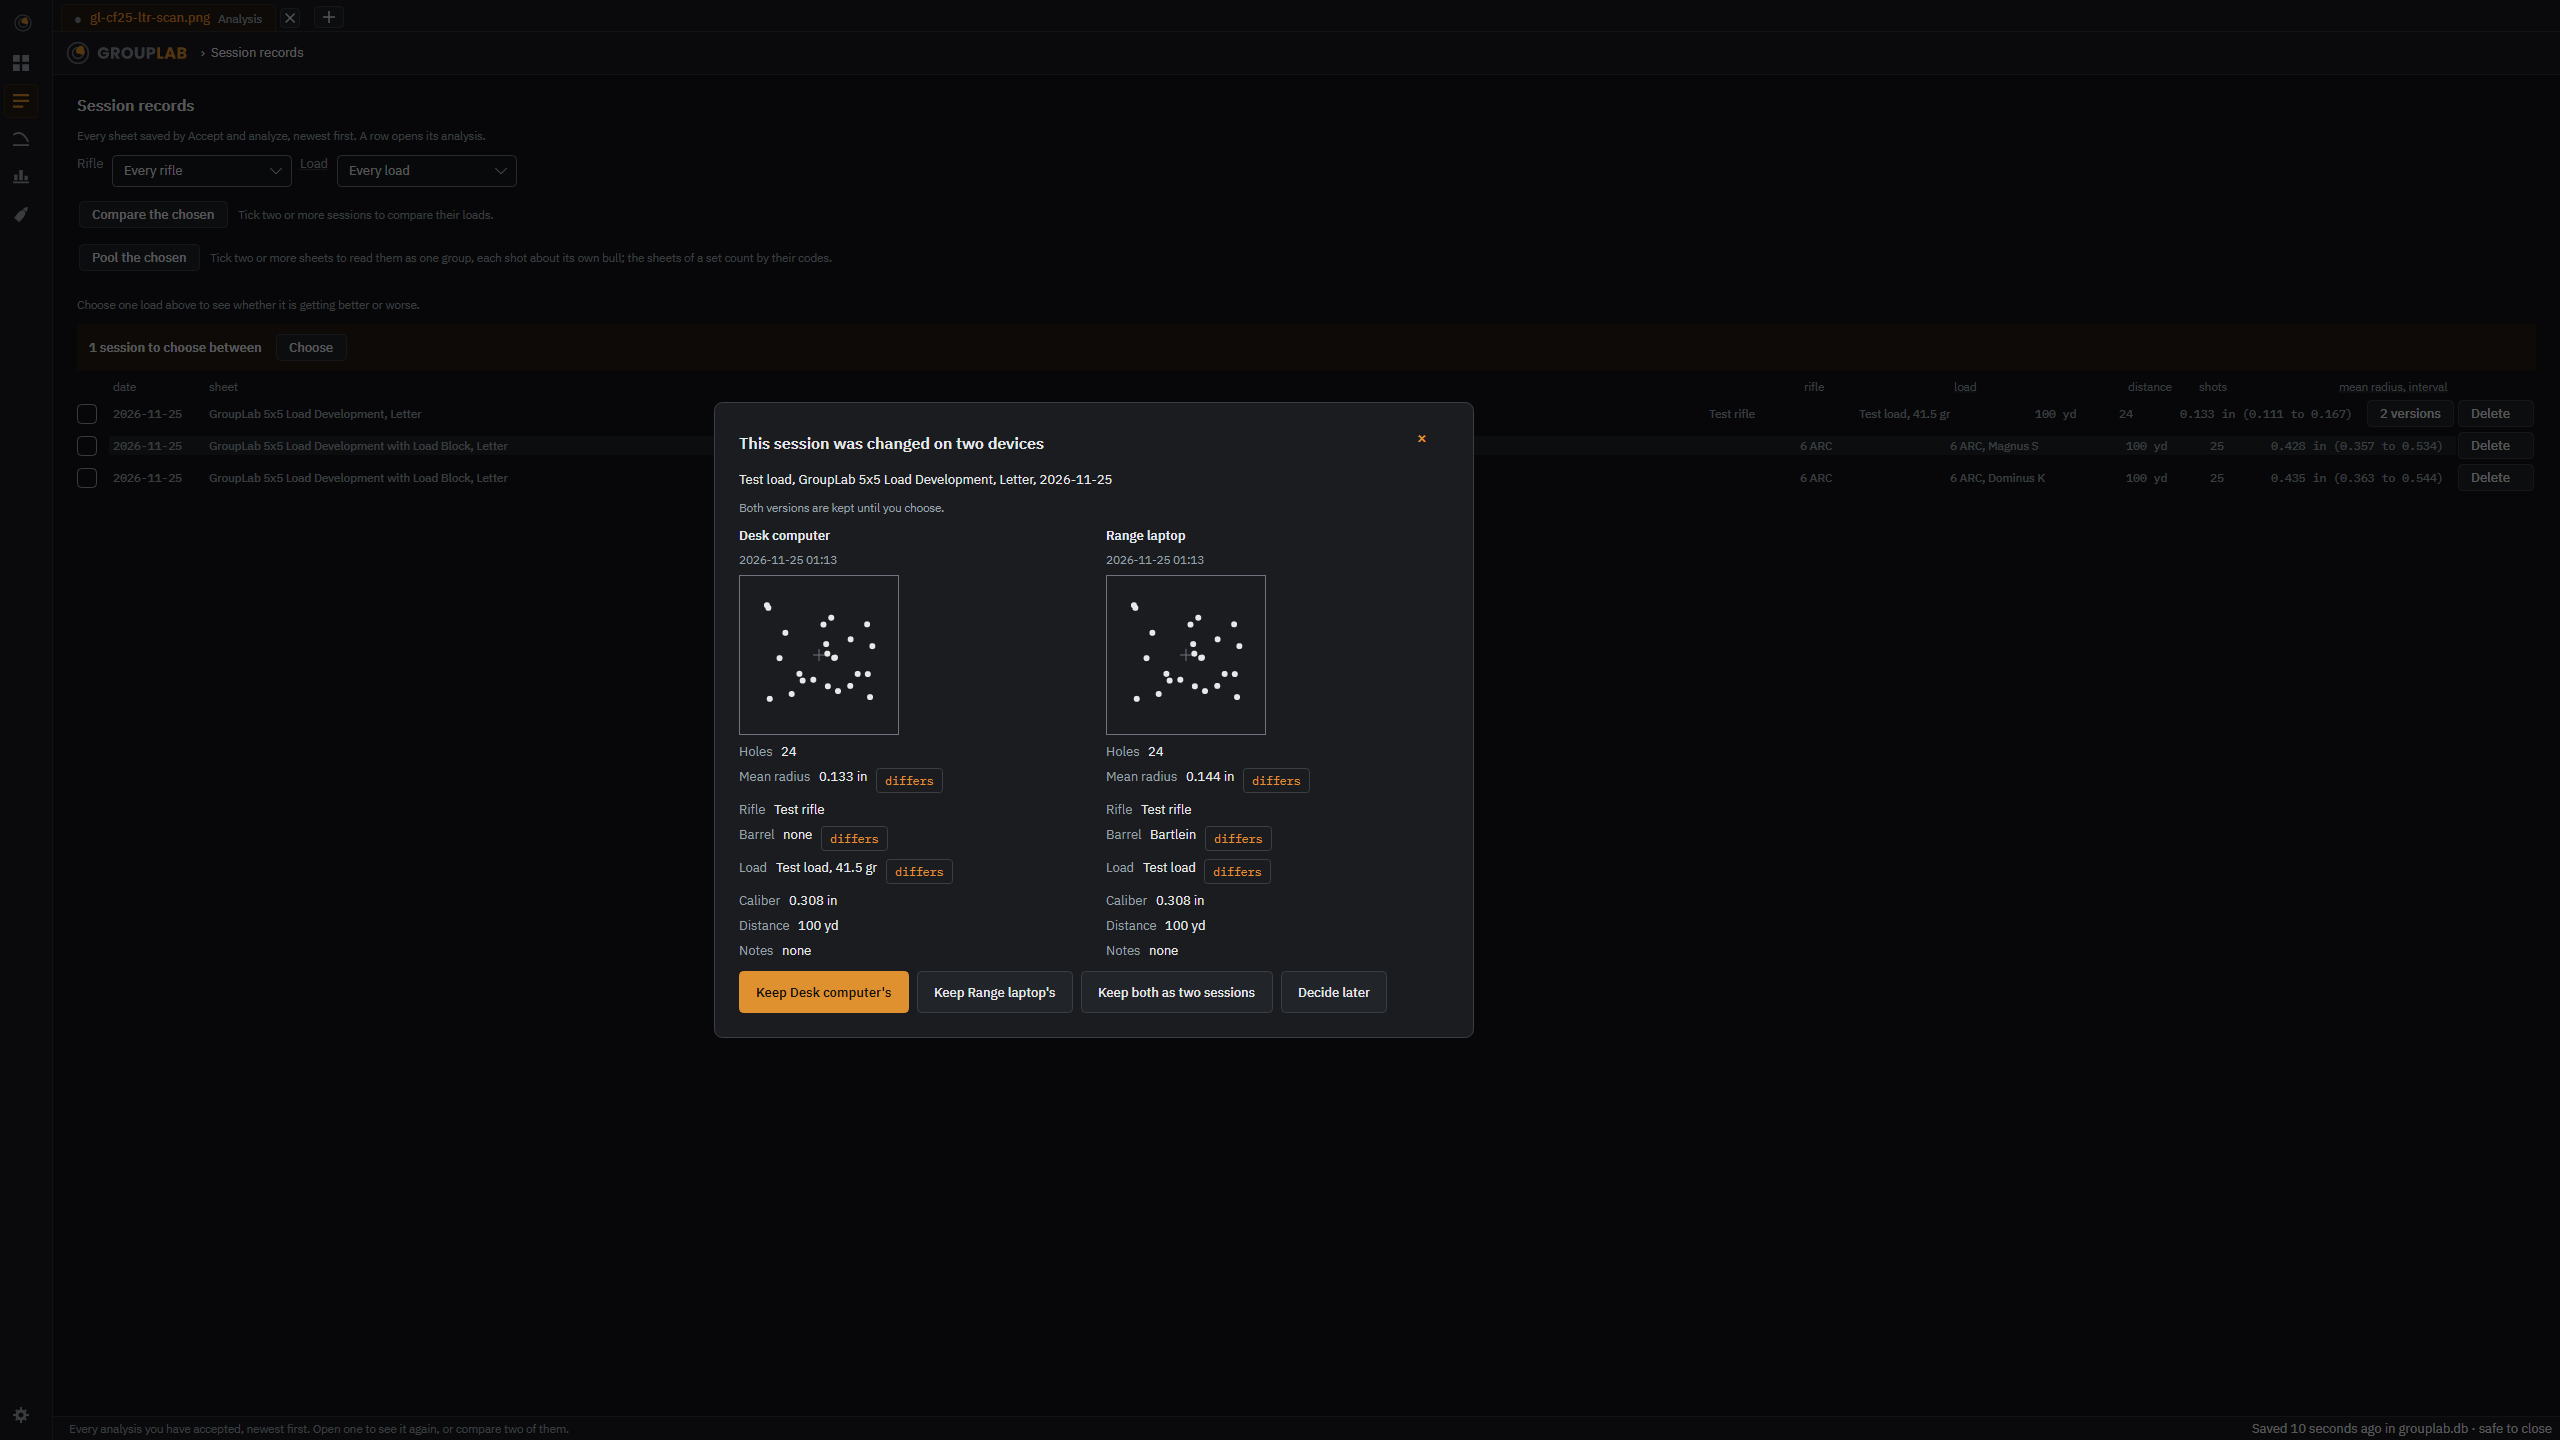 gl-cf25-ltr-scan.png Analysis
GROUPLAB › Session records
Session records
Every sheet saved by Accept and analyze, newest first. A row opens its analysis.
Rifle Every rifle Load Every load
Compare the chosen Tick two or more sessions to compare their loads.
Pool the chosen Tick two or more sheets to read them as one group, each shot about its own bull; the sheets of a set count by their codes.
Choose one load above to see whether it is getting better or worse.
1 session to choose between Choose
date sheet rifle load distance shots mean radius, interval
2026-11-25 GroupLab 5x5 Load Development, Letter Test rifle Test load, 41.5 gr 100 yd 24 0.133 in (0.111 to 0.167) 2 versions Delete
2026-11-25 GroupLab 5x5 Load Development with Load Block, Letter 6 ARC 6 ARC, Magnus S 100 yd 25 0.428 in (0.357 to 0.534) Delete
2026-11-25 GroupLab 5x5 Load Development with Load Block, Letter 6 ARC 6 ARC, Dominus K 100 yd 25 0.435 in (0.363 to 0.544) Delete
This session was changed on two devices
Test load, GroupLab 5x5 Load Development, Letter, 2026-11-25
Both versions are kept until you choose.
Desk computer
2026-11-25 01:13
Holes 24
Mean radius 0.133 in differs
Rifle Test rifle
Barrel none differs
Load Test load, 41.5 gr differs
Caliber 0.308 in
Distance 100 yd
Notes none
Range laptop
2026-11-25 01:13
Holes 24
Mean radius 0.144 in differs
Rifle Test rifle
Barrel Bartlein differs
Load Test load differs
Caliber 0.308 in
Distance 100 yd
Notes none
Keep Desk computer's Keep Range laptop's Keep both as two sessions Decide later
Every analysis you have accepted, newest first. Open one to see it again, or compare two of them.
Saved 10 seconds ago in grouplab.db · safe to close